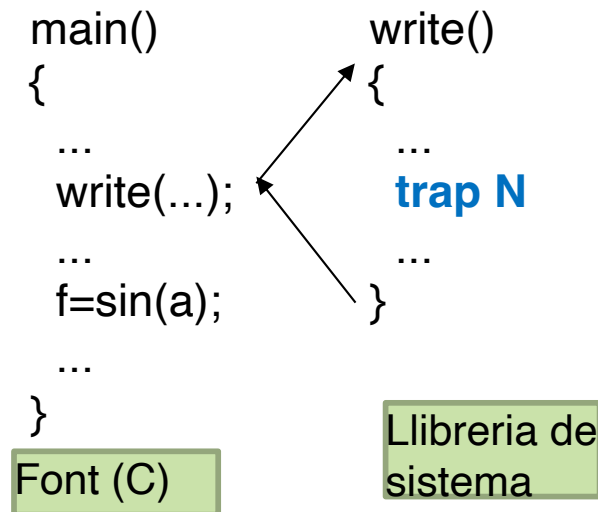 main()
{
...
write(...);
...
f=sin(a);
...
}
Font (C)
write()
{
...
trap N
...
}
Llibreria de
sistema